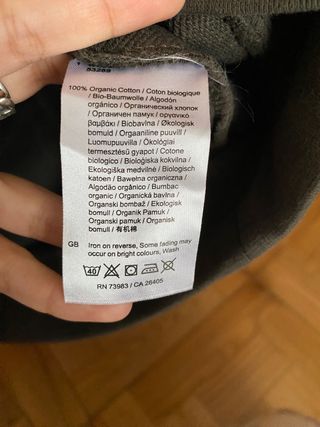 53289
100% Organic Cotton / Coton biologique
/ Bio-Baumwolle / Algodón
orgánico / Органический хлопок
/ Органичен памук / οργανικό
βαμβάκι / Biobavlna / Økologisk
bomuld / Orgaaniline puuvill /
Luomupuuvilla / Ökológiai
termesztésű gyapot / Cotone
biologico / Bioloģiska kokvilna /
Ekologiška medvilnė / Biologisch
katoen / Bawełna organiczna /
Algodão orgânico / Bumbac
organic / Organická bavlna /
Organski bombaž / Ekologisk
bomull / Organik Pamuk /
Organski pamuk / Organisk
bomull / 有机棉
GB Iron on reverse, Some fading may
occur on bright colours, Wash
40
RN 73983 / CA 26405